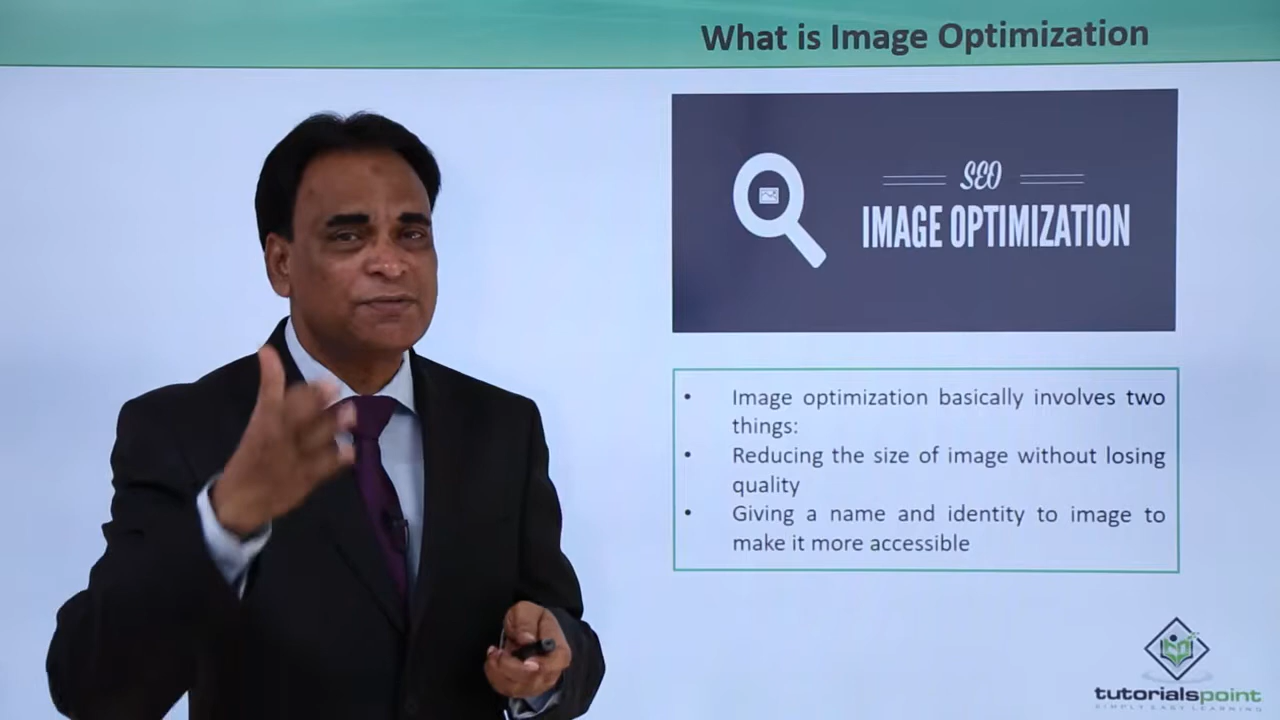 What is Image Optimization
SEO
IMAGE OPTIMIZATION
• Image optimization basically involves two
things:
• Reducing the size of image without losing
quality
• Giving a name and identity to image to
make it more accessible
tutorialspoint
SIMPLY EASY LEARNING